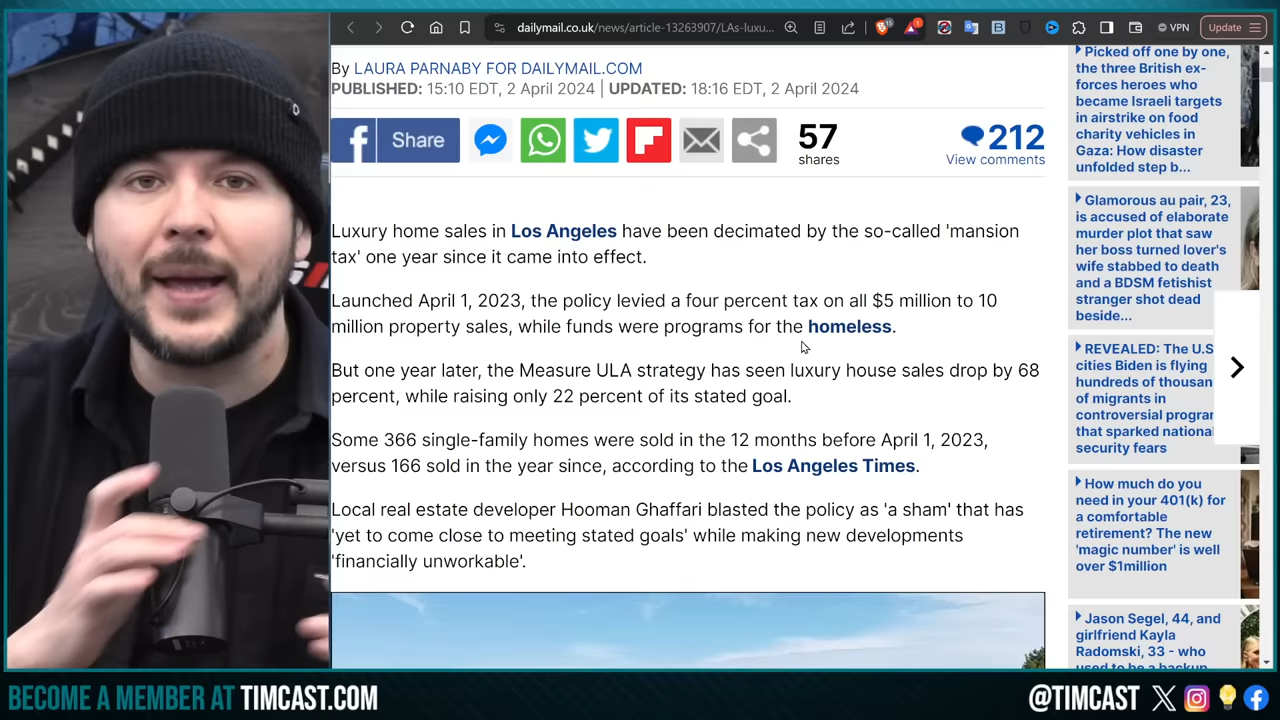 dailymail.co.uk/news/article-13263907/LAs-luxu...
VPN
Update
By LAURA PARNABY FOR DAILYMAIL.COM
PUBLISHED: 15:10 EDT, 2 April 2024 | UPDATED: 18:16 EDT, 2 April 2024
Share
57
shares
212
View comments
Luxury home sales in Los Angeles have been decimated by the so-called 'mansion
tax' one year since it came into effect.
Launched April 1, 2023, the policy levied a four percent tax on all $5 million to 10
million property sales, while funds were programs for the homeless.
But one year later, the Measure ULA strategy has seen luxury house sales drop by 68
percent, while raising only 22 percent of its stated goal.
Some 366 single-family homes were sold in the 12 months before April 1, 2023,
versus 166 sold in the year since, according to the Los Angeles Times.
Local real estate developer Hooman Ghaffari blasted the policy as 'a sham' that has
'yet to come close to meeting stated goals' while making new developments
'financially unworkable'.
Picked off one by one,
the three British ex-
forces heroes who
became Israeli targets
in airstrike on food
charity vehicles in
Gaza: How disaster
unfolded step b...
Glamorous au pair, 23,
is accused of elaborate
murder plot that saw
her boss turned lover's
wife stabbed to death
and a BDSM fetishist
stranger shot dead
beside...
REVEALED: The U.S
cities Biden is flying
hundreds of thousan
of migrants in
controversial program
that sparked national
security fears
How much do you
need in your 401(k) for
a comfortable
retirement? The new
'magic number' is well
over $1million
Jason Segel, 44, and
girlfriend Kayla
Radomski, 33 - who
used to be a backup
BECOME A MEMBER AT TIMCAST.COM
@TIMCAST